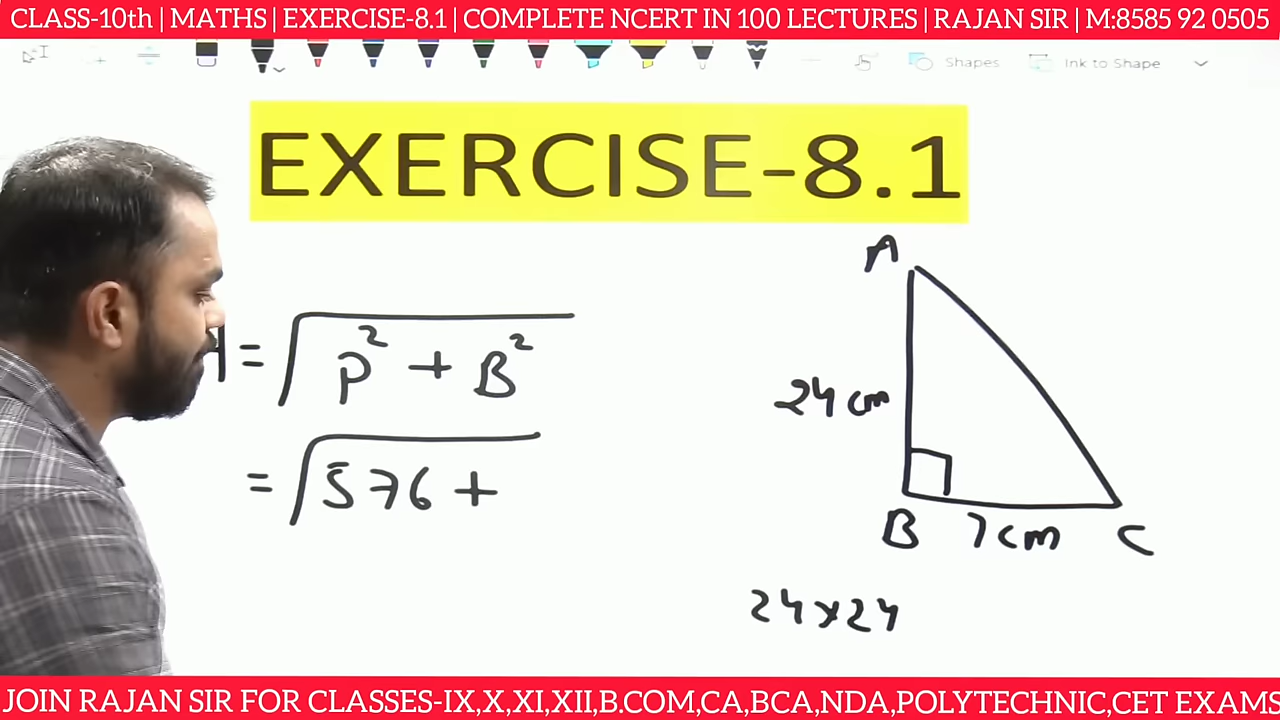 CLASS-10th | MATHS | EXERCISE-8.1 | COMPLETE NCERT IN 100 LECTURES | RAJAN SIR | M:8585 92 0505
Shapes
Ink to Shape
EXERCISE-8.1
A
H = √(P² + B²)
24 cm
= √(576 +
B 7cm C
24×24
JOIN RAJAN SIR FOR CLASSES-IX,X,XI,XII,B.COM,CA,BCA,NDA,POLYTECHNIC,CET EXAMS